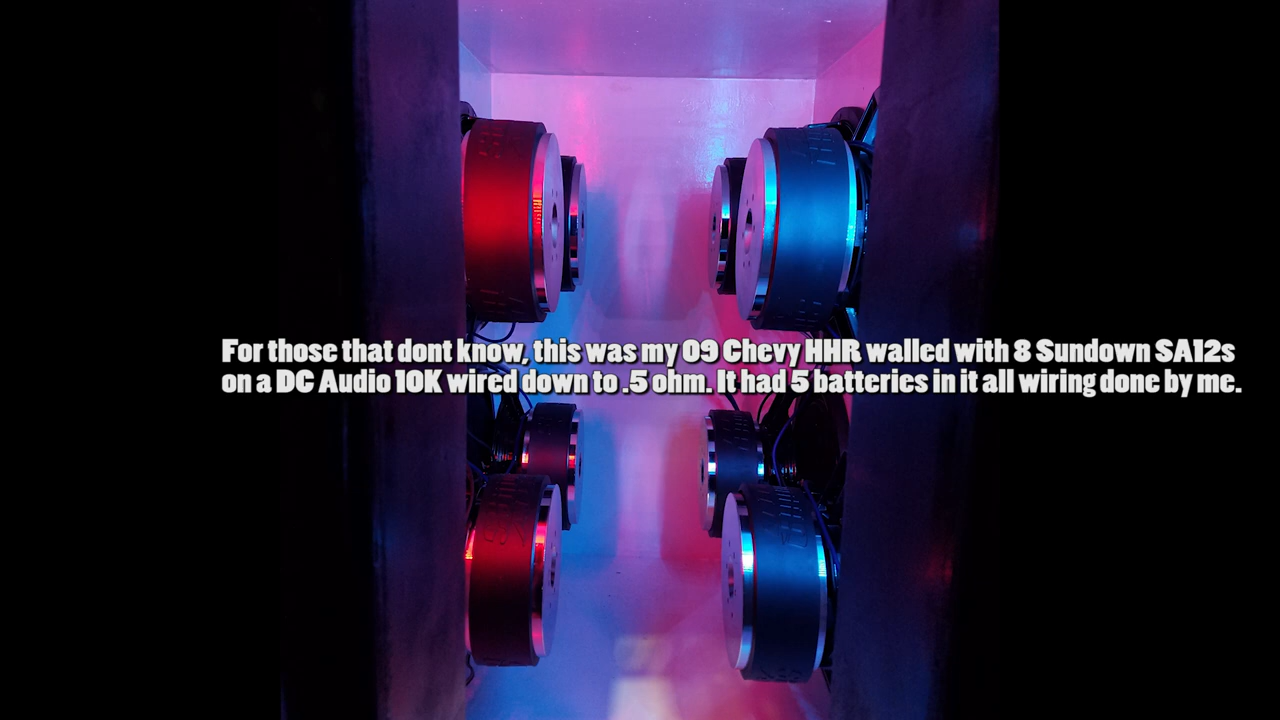 For those that dont know, this was my 09 Chevy HHR walled with 8 Sundown SA12s
on a DC Audio 10K wired down to .5 ohm. It had 5 batteries in it all wiring done by me.